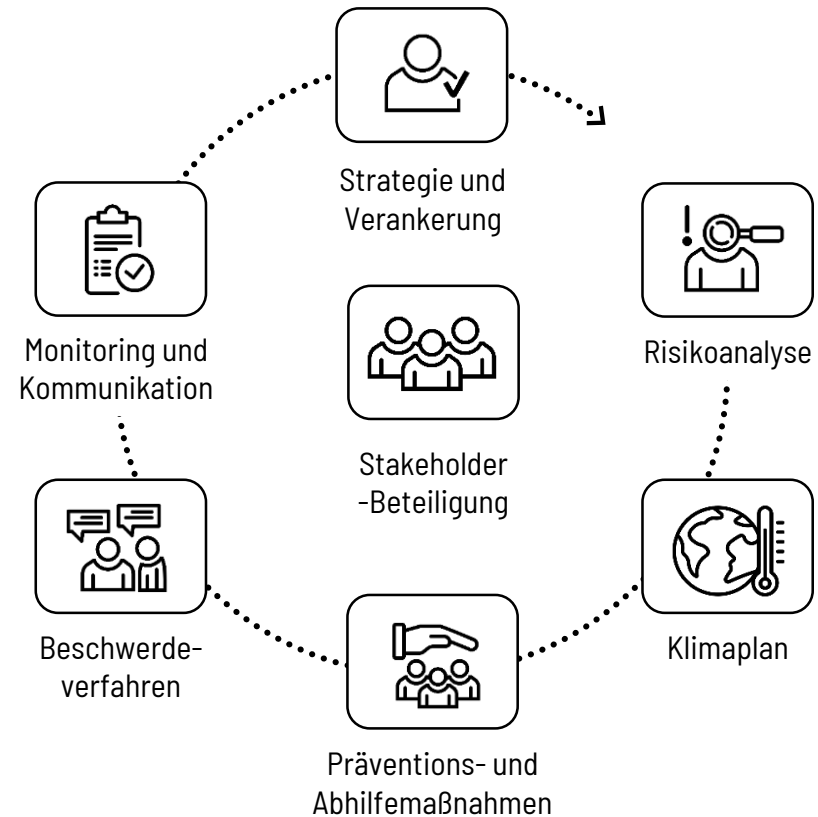 Strategie und
Verankerung
Monitoring und
Kommunikation
Risikoanalyse
Stakeholder
-Beteiligung
Beschwerde-
verfahren
Klimaplan
Präventions- und
Abhilfemaßnahmen